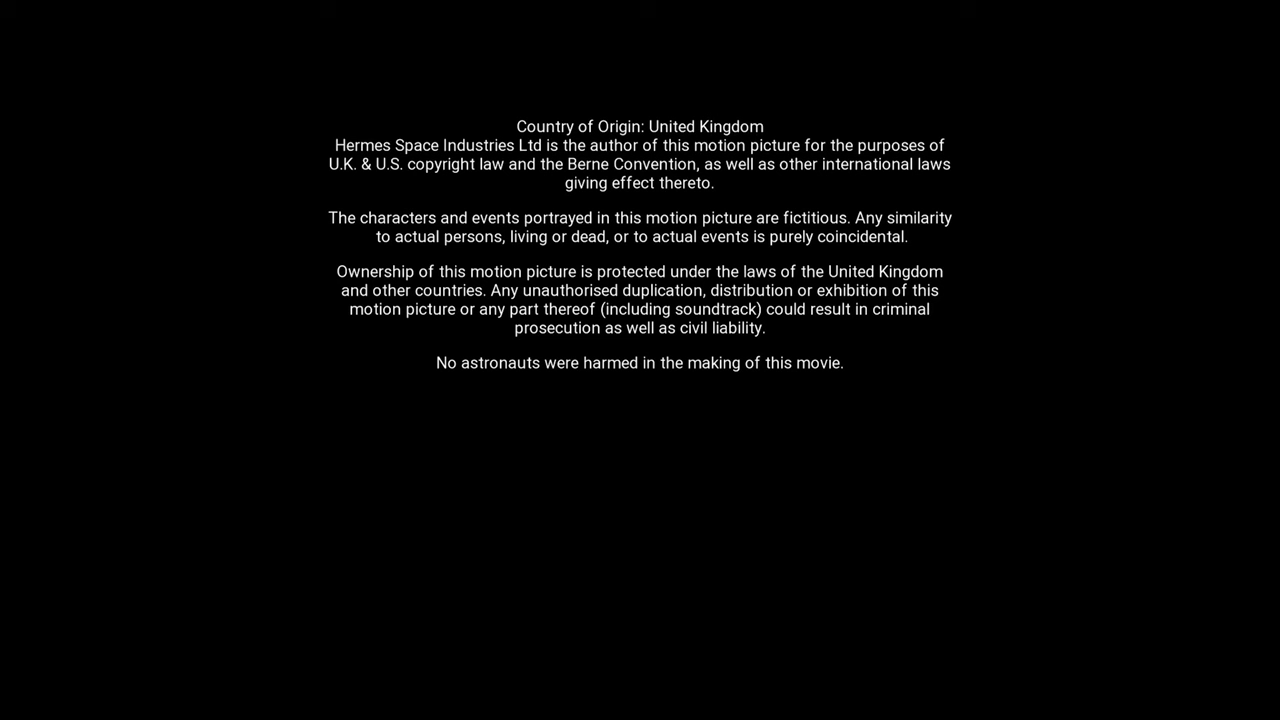 Country of Origin: United Kingdom
Hermes Space Industries Ltd is the author of this motion picture for the purposes of
U.K. & U.S. copyright law and the Berne Convention, as well as other international laws
giving effect thereto.
The characters and events portrayed in this motion picture are fictitious. Any similarity
to actual persons, living or dead, or to actual events is purely coincidental.
Ownership of this motion picture is protected under the laws of the United Kingdom
and other countries. Any unauthorised duplication, distribution or exhibition of this
motion picture or any part thereof (including soundtrack) could result in criminal
prosecution as well as civil liability.
No astronauts were harmed in the making of this movie.